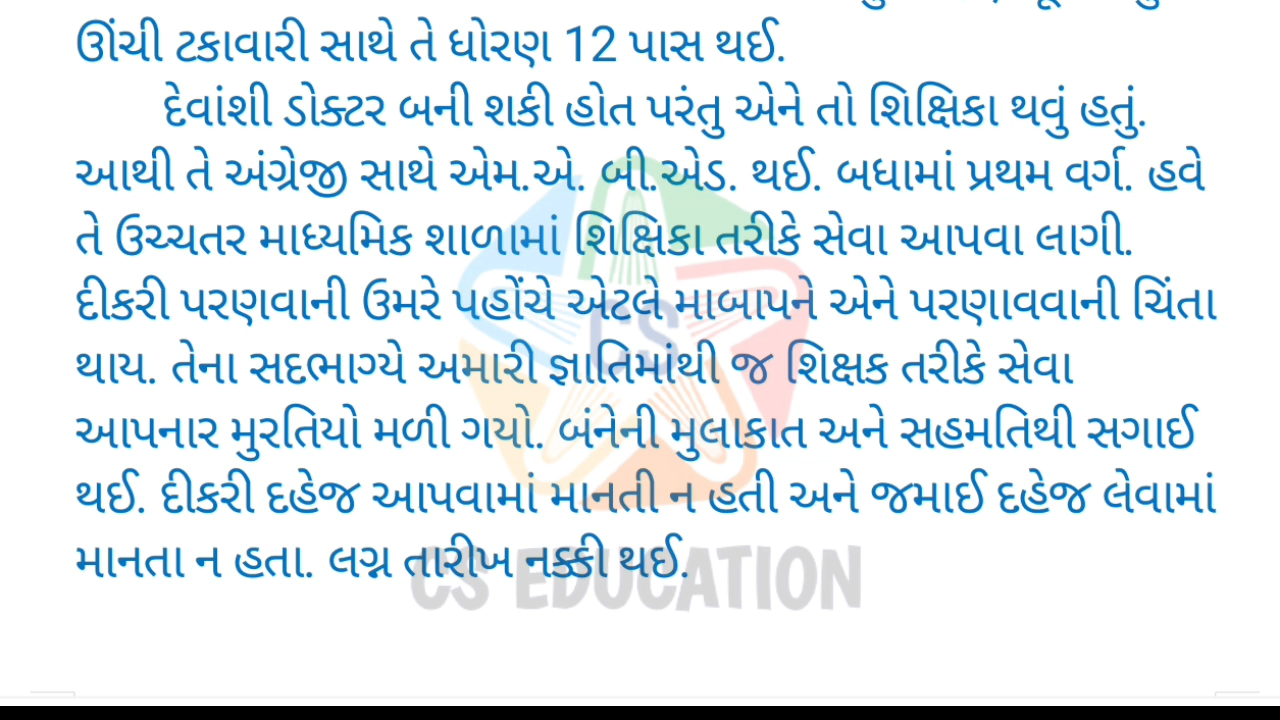 ઊંચી ટકાવારી સાથે તે ધોરણ 12 પાસ થઈ.
દેવાંશી ડોક્ટર બની શકી હોત પરંતુ એને તો શિક્ષિકા થવું હતું.
આથી તે અંગ્રેજી સાથે એમ.એ. બી.એડ. થઈ. બધામાં પ્રથમ વર્ગ. હવે
તે ઉચ્ચતર માધ્યમિક શાળામાં શિક્ષિકા તરીકે સેવા આપવા લાગી.
દીકરી પરણવાની ઉમરે પહોંચે એટલે માબાપને એને પરણાવવાની ચિંતા
થાય. તેના સદભાગ્યે અમારી જ્ઞાતિમાંથી જ શિક્ષક તરીકે સેવા
આપનાર મુરતિયો મળી ગયો. બંનેની મુલાકાત અને સહમતિથી સગાઈ
થઈ. દીકરી દહેજ આપવામાં માનતી ન હતી અને જમાઈ દહેજ લેવામાં
માનતા ન હતા. લગ્ન તારીખ નક્કી થઈ.
CS
CS EDUCATION